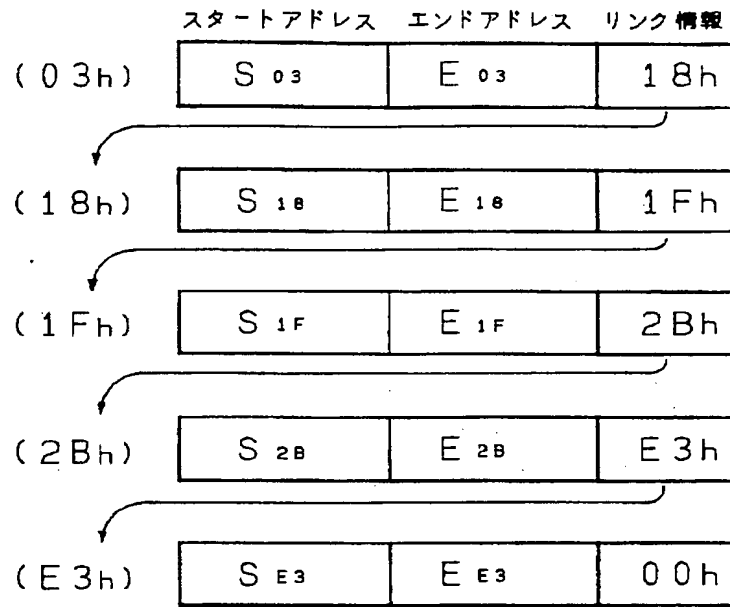 スタートアドレス エンドアドレス リンク情報
(03h) S03 E03 18h
(18h) S18 E18 1Fh
(1Fh) S1F E1F 2Bh
(2Bh) S2B E2B E3h
(E3h) SE3 EE3 00h